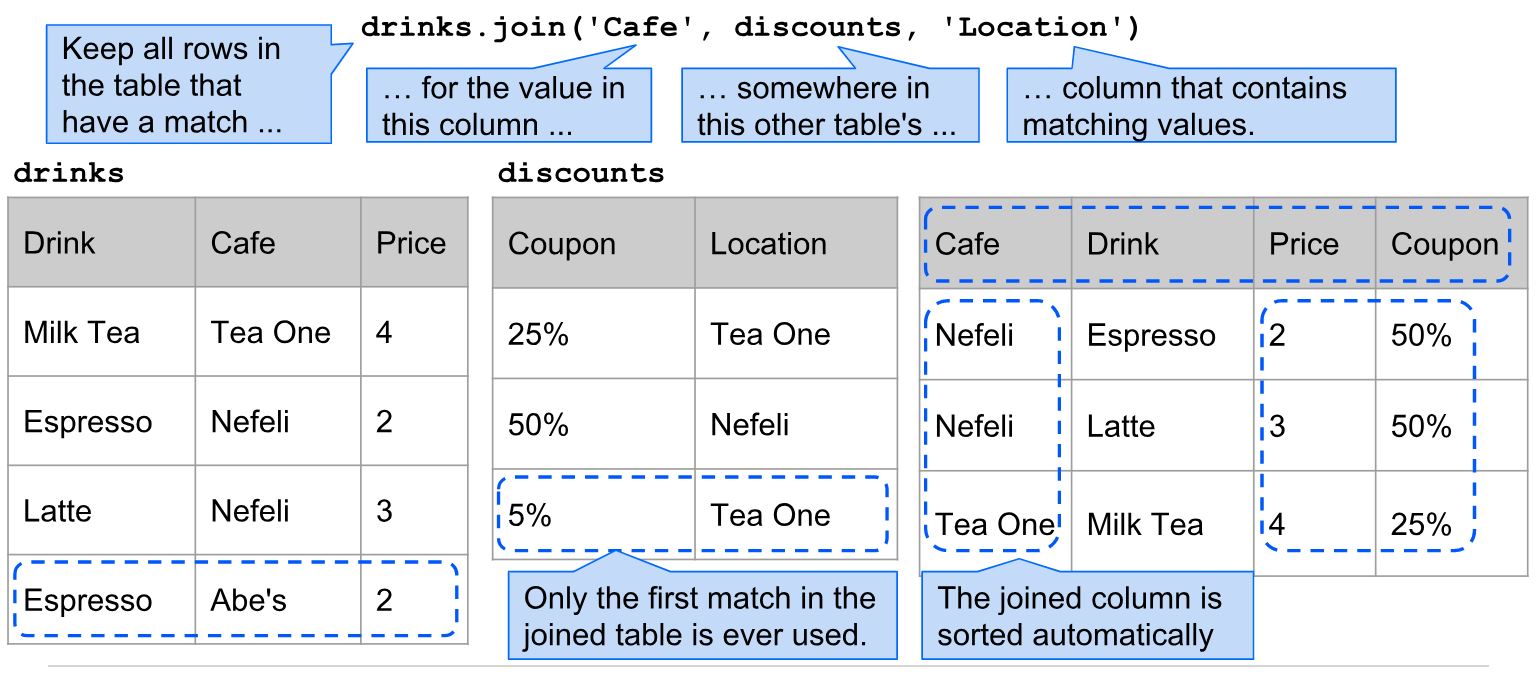 drinks.join('Cafe', discounts, 'Location')
Keep all rows in
the table that
have a match ...
… for the value in
this column ...
… somewhere in
this other table's ...
… column that contains
matching values.
drinks
Drink Cafe Price
Milk Tea Tea One 4
Espresso Nefeli 2
Latte Nefeli 3
Espresso Abe's 2
discounts
Coupon Location
25% Tea One
50% Nefeli
5% Tea One
Only the first match in the
joined table is ever used.
Cafe Drink Price Coupon
Nefeli Espresso 2 50%
Nefeli Latte 3 50%
Tea One Milk Tea 4 25%
The joined column is
sorted automatically